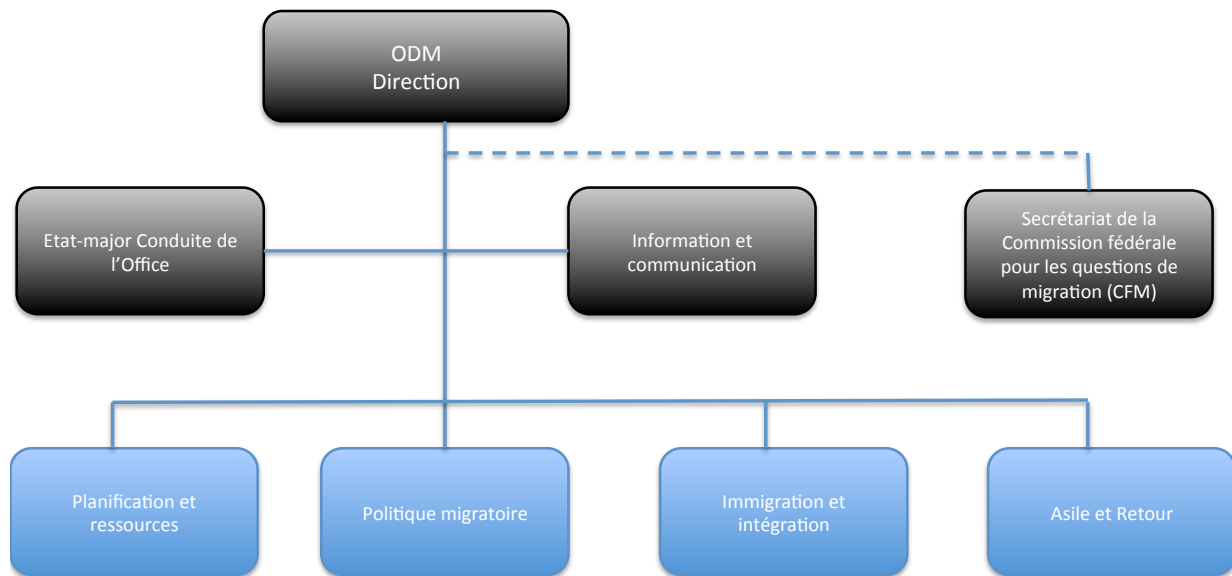 ODM
Direction
Etat-major Conduite de
l’Office
Information et
communication
Secrétariat de la
Commission fédérale
pour les questions de
migration (CFM)
Planification et
ressources
Politique migratoire
Immigration et
intégration
Asile et Retour